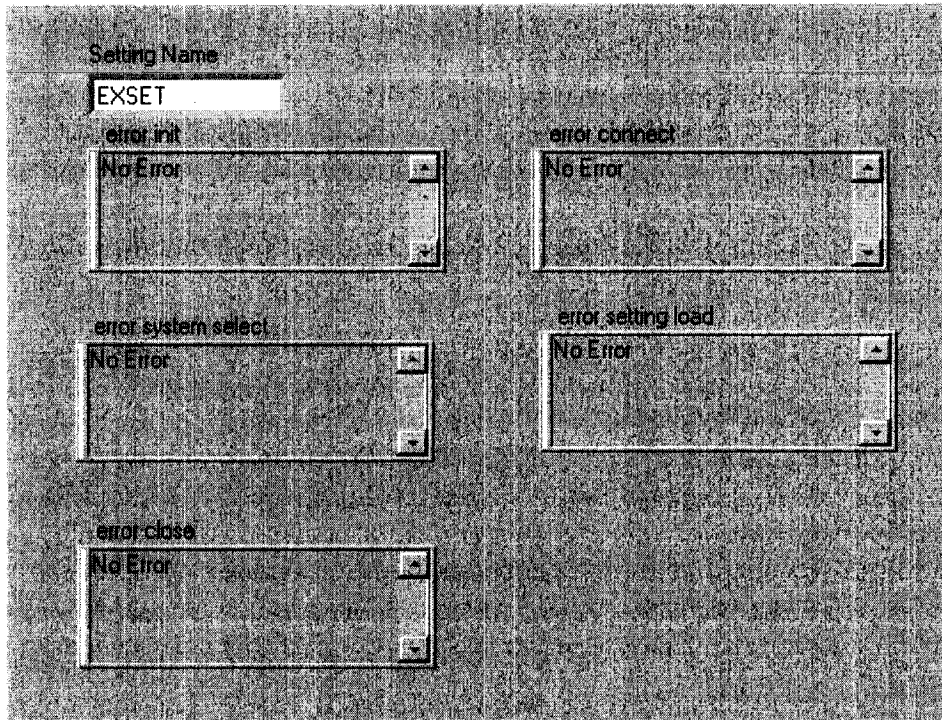 Setting Name
EXSET
error init
No Error
error connect
No Error
error system select
No Error
error setting load
No Error
error close
No Error